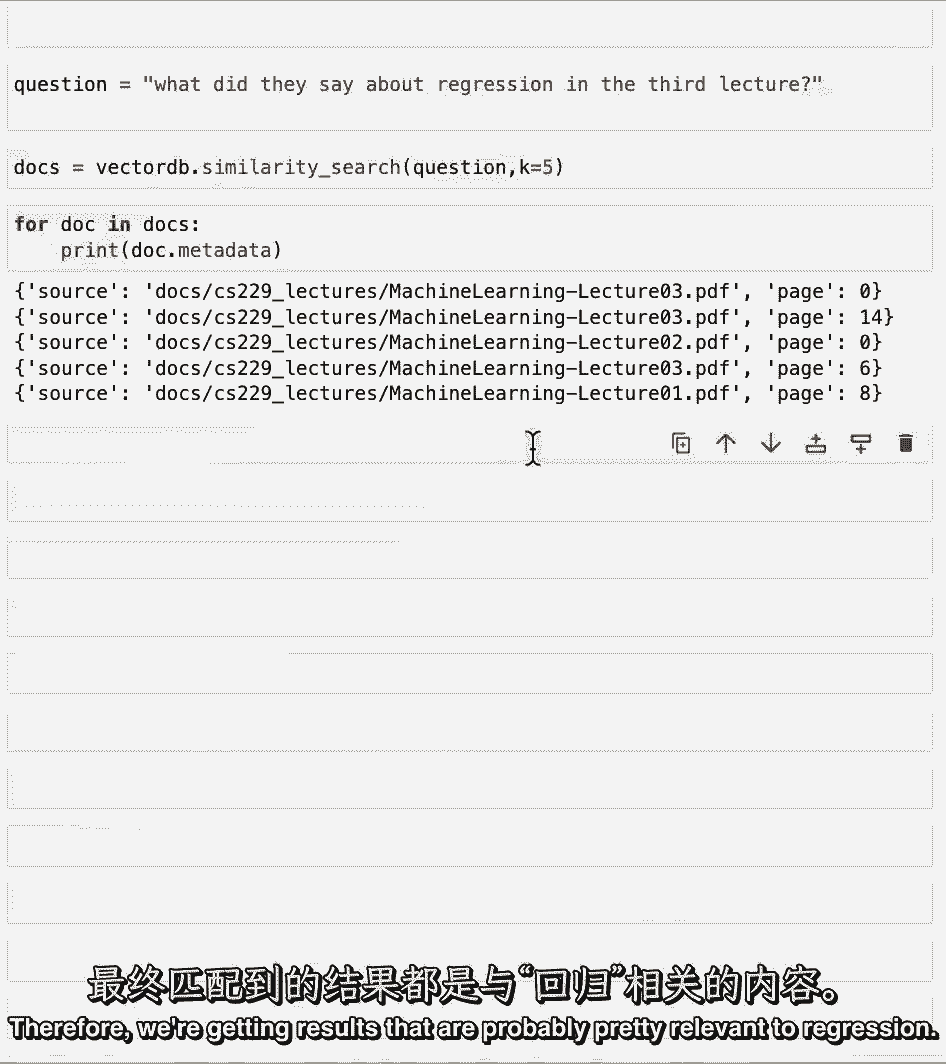 question = "what did they say about regression in the third lecture?"
docs = vectordb.similarity_search(question,k=5)
for doc in docs:
    print(doc.metadata)
{'source': 'docs/cs229_lectures/MachineLearning-Lecture03.pdf', 'page': 0}
{'source': 'docs/cs229_lectures/MachineLearning-Lecture03.pdf', 'page': 14}
{'source': 'docs/cs229_lectures/MachineLearning-Lecture02.pdf', 'page': 0}
{'source': 'docs/cs229_lectures/MachineLearning-Lecture03.pdf', 'page': 6}
{'source': 'docs/cs229_lectures/MachineLearning-Lecture01.pdf', 'page': 8}
最终匹配到的结果都是与“回归”相关的内容。
Therefore, we're getting results that are probably pretty relevant to regression.